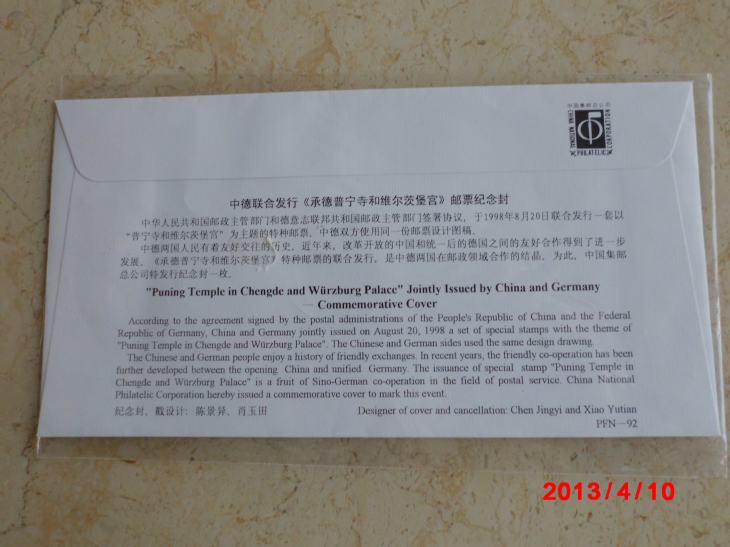 中国集邮总公司
CHINA NATIONAL PHILATELIC CORPORATION
中德联合发行《承德普宁寺和维尔茨堡宫》邮票纪念封
中华人民共和国邮政主管部门和德意志联邦共和国邮政主管部门签署协议，于1998年8月20日联合发行一套以
“普宁寺和维尔茨堡宫”为主题的特种邮票。中德双方使用同一份邮票设计图稿。
中德两国人民有着友好交往的历史。近年来，改革开放的中国和统一后的德国之间的友好合作得到了进一步
发展。《承德普宁寺和维尔茨堡宫》特种邮票的联合发行，是中德两国在邮政领域合作的结晶。为此，中国集邮
总公司特发行纪念封一枚。
"Puning Temple in Chengde and Würzburg Palace" Jointly Issued by China and Germany
— Commemorative Cover
According to the agreement signed by the postal administrations of the People's Republic of China and the Federal
Republic of Germany, China and Germany jointly issued on August 20, 1998 a set of special stamps with the theme of
"Puning Temple in Chengde and Würzburg Palace". The Chinese and German sides used the same design drawing.
The Chinese and German people enjoy a history of friendly exchanges. In recent years, the friendly co-operation has been
further developed between the opening China and unified Germany. The issuance of special stamp "Puning Temple in
Chengde and Würzburg Palace" is a fruit of Sino-German co-operation in the field of postal service. China National
Philatelic Corporation hereby issued a commemorative cover to mark this event.
纪念封、戳设计：陈景异、肖玉田 Designer of cover and cancellation: Chen Jingyi and Xiao Yutian
PFN—92
2013/4/10